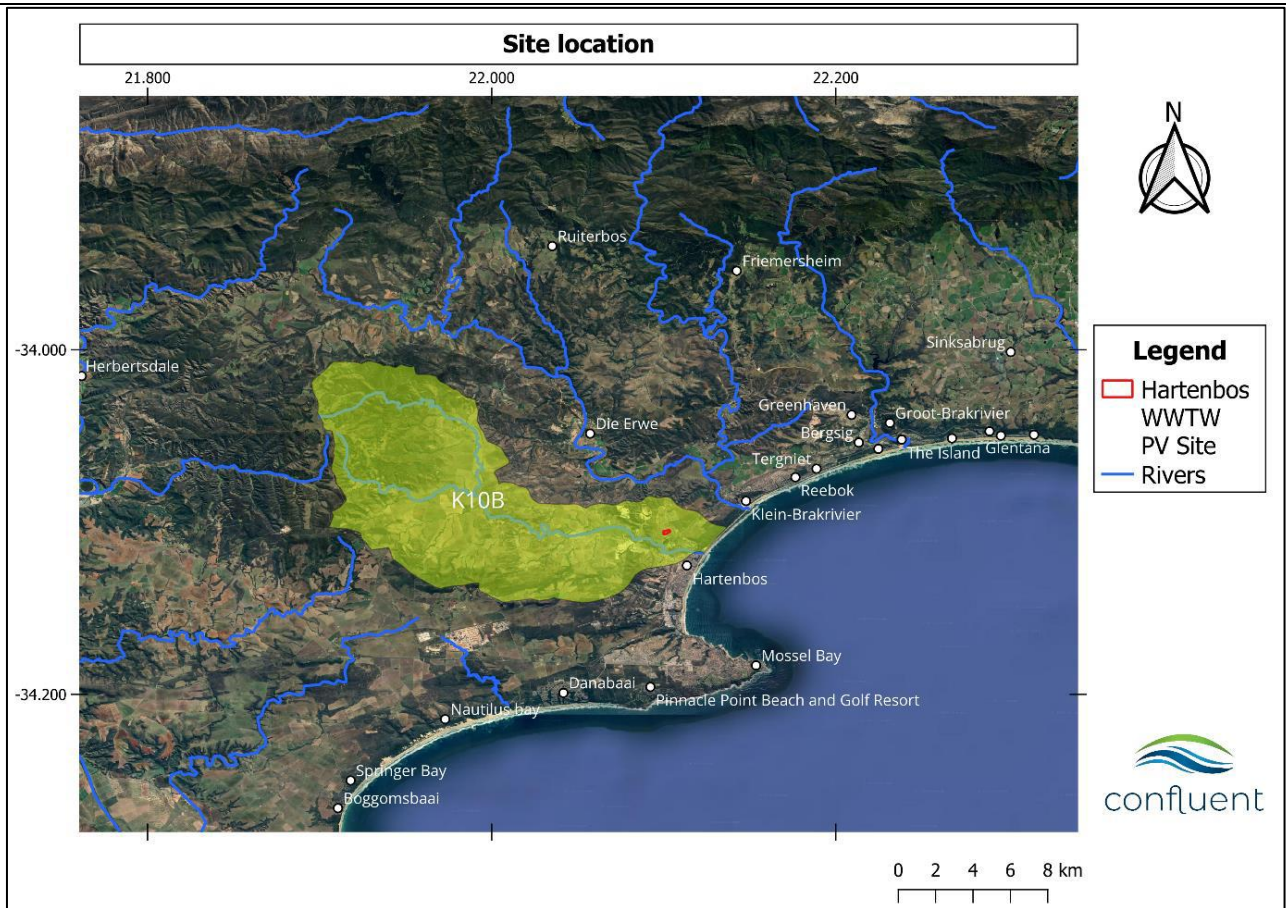 Site location
21.800
22.000
22.200
N
Ruiterbos
Friemersheim
Sinksabrug
-34.000
Herbertsdale
Legend
Hartenbos
WWTW
PV Site
Rivers
Greenhaven
Groot-Brakrivier
Die Erwe
Bergsig
The Island
Glentana
Tergniet
Reebok
K10B
Klein-Brakrivier
Hartenbos
Mossel Bay
Danabaai
Pinnacle Point Beach and Golf Resort
-34.200
Nautilus bay
Springer Bay
Boggomsbaai
confluent
0 2 4 6 8 km